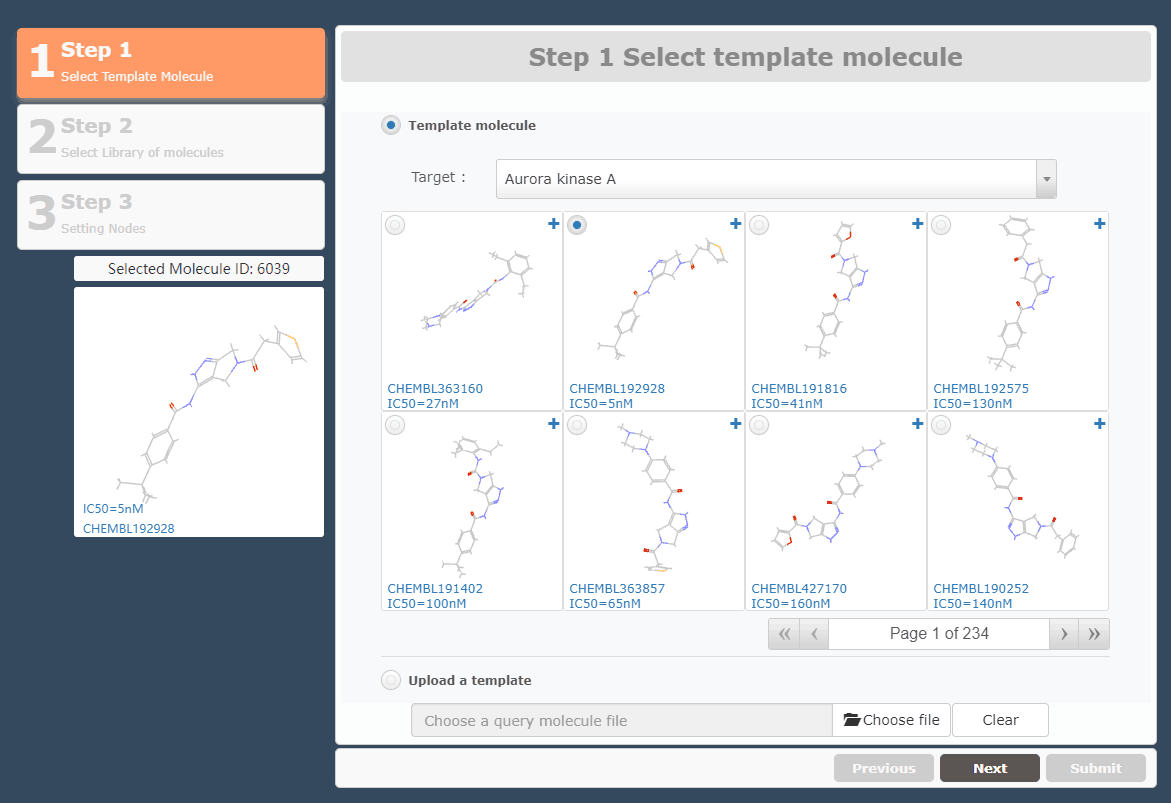 1
Step 1
Select Template Molecule
2
Step 2
Select Library of molecules
3
Step 3
Setting Nodes
Selected Molecule ID: 6039
IC50=5nM
CHEMBL192928
Step 1 Select template molecule
Template molecule
Target :
Aurora kinase A
CHEMBL363160
IC50=27nM
CHEMBL192928
IC50=5nM
CHEMBL191816
IC50=41nM
CHEMBL192575
IC50=130nM
CHEMBL191402
IC50=100nM
CHEMBL363857
IC50=65nM
CHEMBL427170
IC50=160nM
CHEMBL190252
IC50=140nM
« ‹ Page 1 of 234 › »
Upload a template
Choose a query molecule file
Choose file
Clear
Previous
Next
Submit